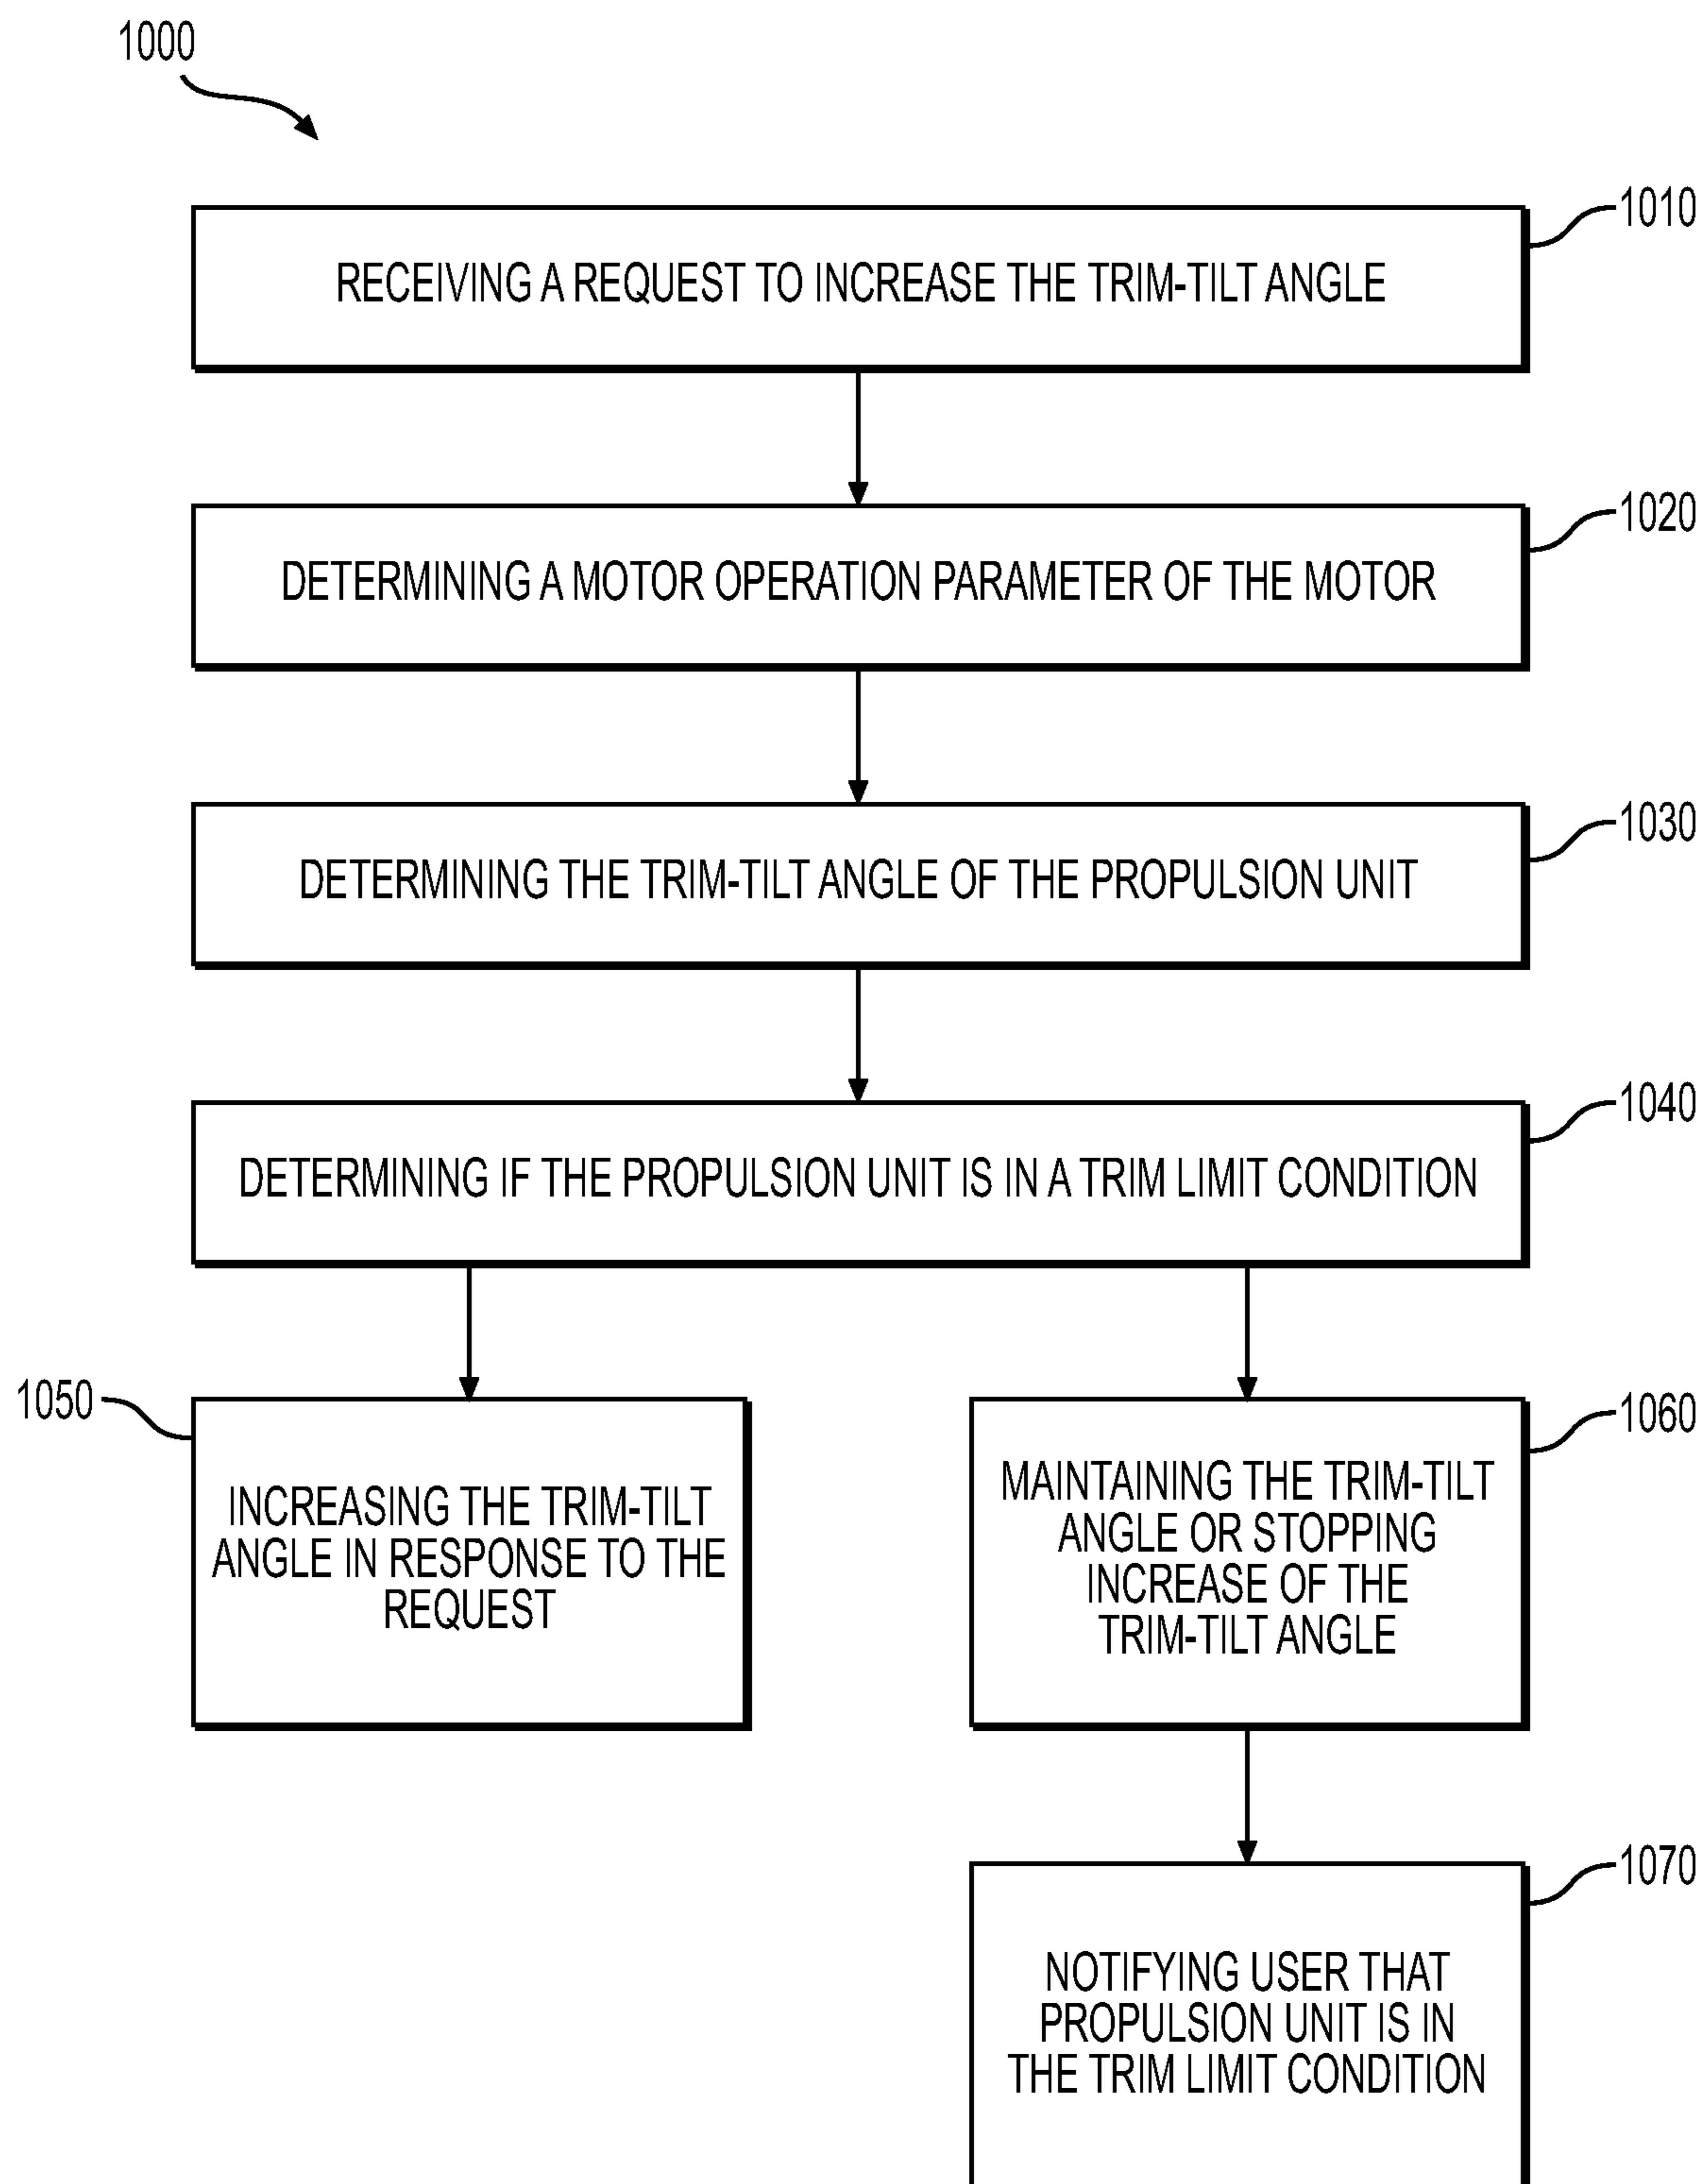 1000
1010
RECEIVING A REQUEST TO INCREASE THE TRIM-TILT ANGLE
1020
DETERMINING A MOTOR OPERATION PARAMETER OF THE MOTOR
1030
DETERMINING THE TRIM-TILT ANGLE OF THE PROPULSION UNIT
1040
DETERMINING IF THE PROPULSION UNIT IS IN A TRIM LIMIT CONDITION
1050
INCREASING THE TRIM-TILT
ANGLE IN RESPONSE TO THE
REQUEST
1060
MAINTAINING THE TRIM-TILT
ANGLE OR STOPPING
INCREASE OF THE
TRIM-TILT ANGLE
1070
NOTIFYING USER THAT
PROPULSION UNIT IS IN
THE TRIM LIMIT CONDITION